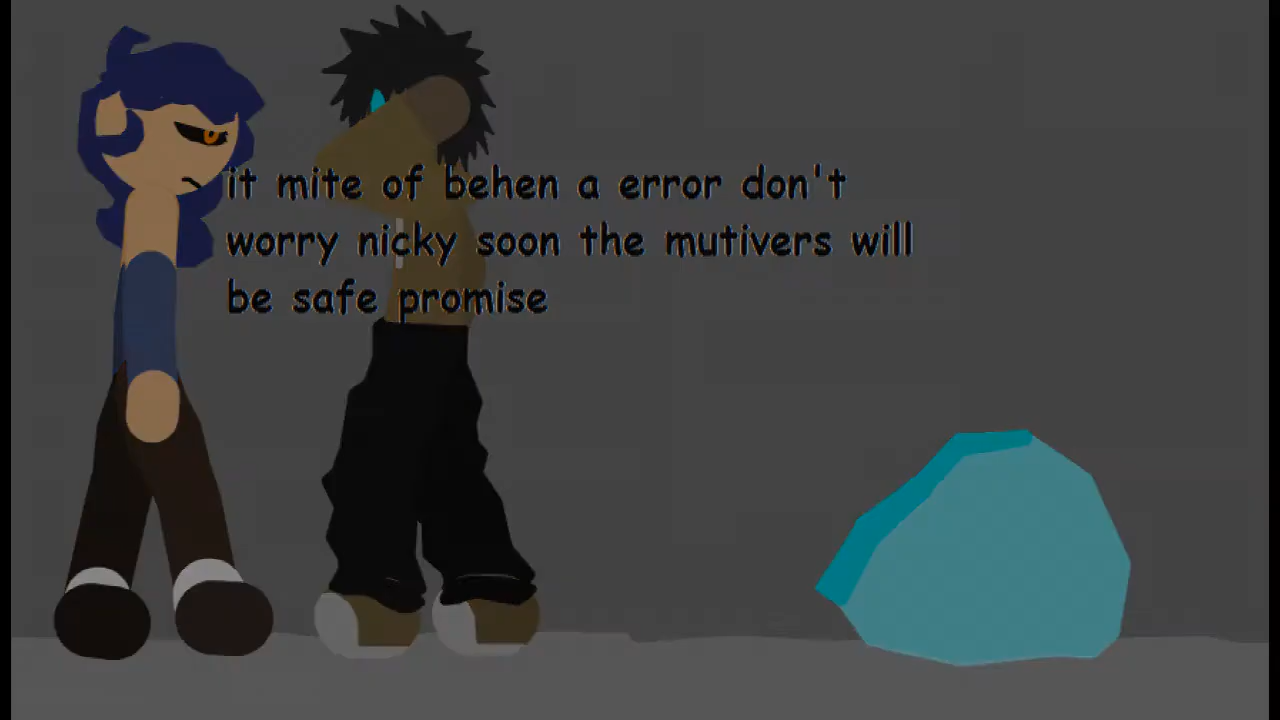 it mite of behen a error don't
worry nicky soon the mutivers will
be safe promise